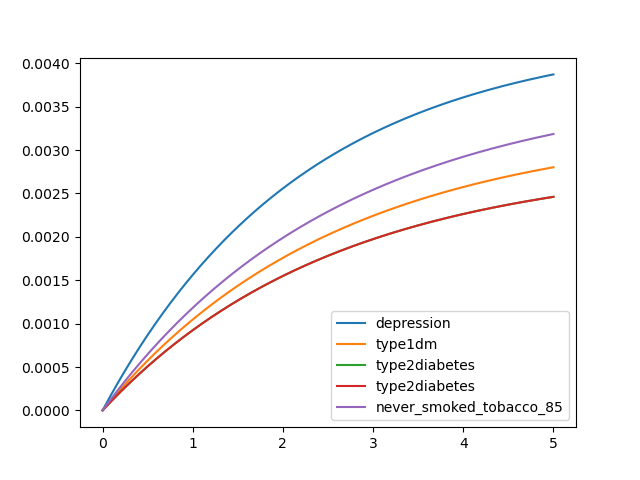 0.0040
0.0035
0.0030
0.0025
0.0020
0.0015
0.0010
0.0005
0.0000
depression
type1dm
type2diabetes
type2diabetes
never_smoked_tobacco_85
0 1 2 3 4 5